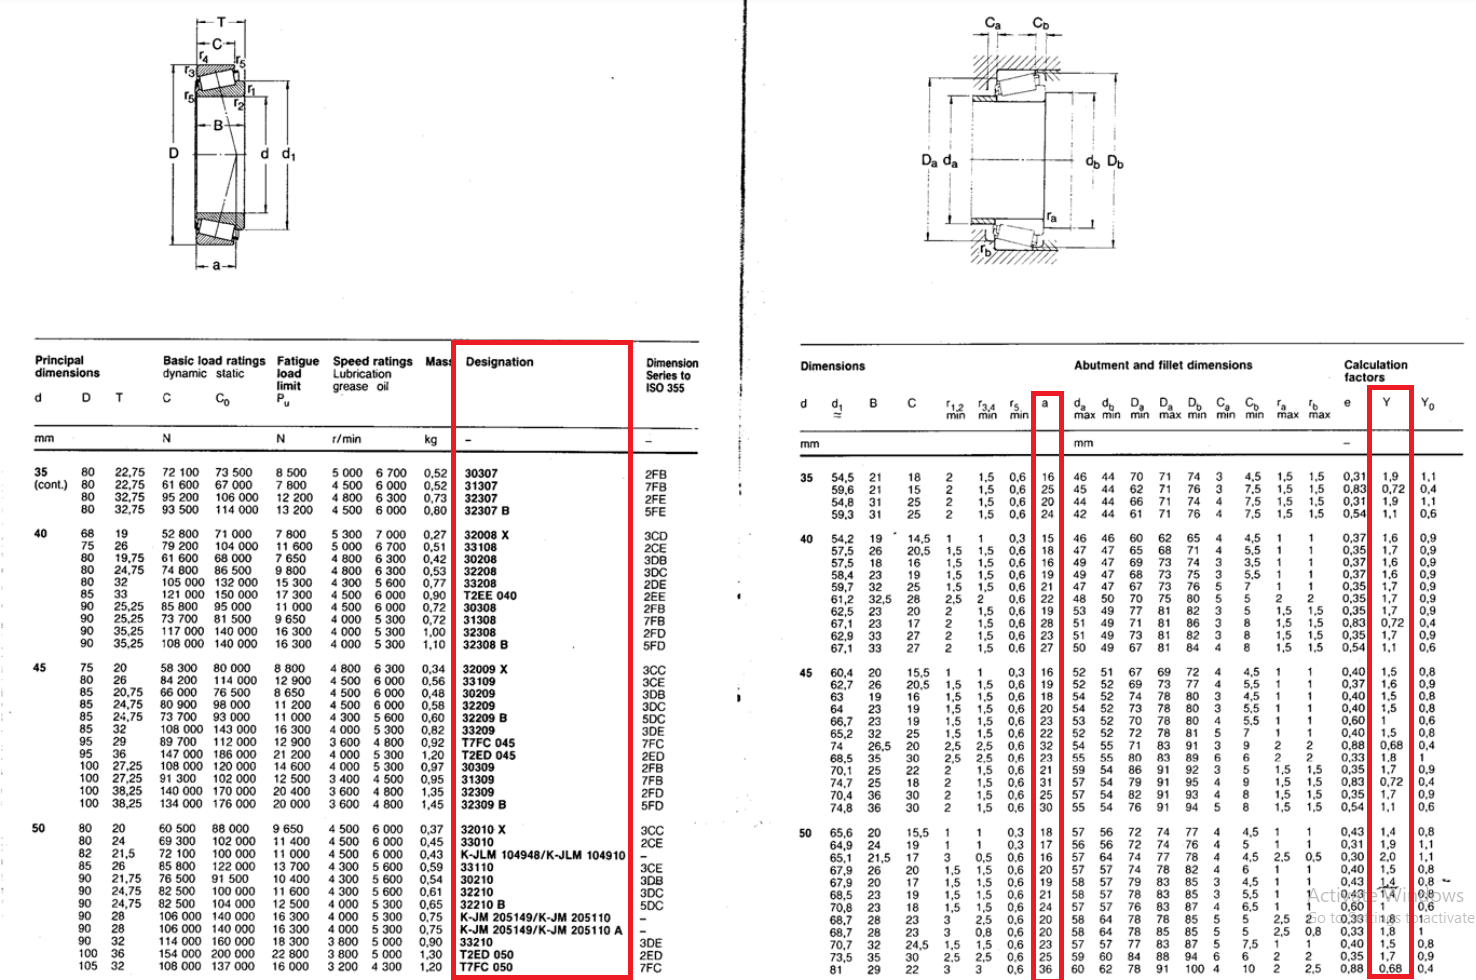 T
C
r4
r5
r3
r1
r5
r2
B
D
d
d1
a
Ca
Cb
Da
da
db
Db
ra
rb
Principal dimensions Basic load ratings dynamic static Fatigue load limit Speed ratings Lubrication grease oil Mass Designation Dimension Series to ISO 355
d D T C C0 Pu
mm N N r/min kg – –
35 80 22,75 72 100 73 500 8 500 5 000 6 700 0,52 30307 2FB
(cont.) 80 22,75 61 600 67 000 7 800 4 500 6 000 0,52 31307 7FB
80 32,75 95 200 106 000 12 200 4 800 6 300 0,73 32307 2FE
80 32,75 93 500 114 000 13 200 4 500 6 000 0,80 32307 B 5FE
40 68 19 52 800 71 000 7 800 5 300 7 000 0,27 32008 X 3CD
75 26 79 200 104 000 11 600 5 000 6 700 0,51 33108 2CE
80 19,75 61 600 68 000 7 650 4 800 6 300 0,42 30208 3DB
80 24,75 74 800 86 500 9 800 4 800 6 300 0,53 32208 3DC
80 32 105 000 132 000 15 300 4 300 5 600 0,77 33208 2DE
85 33 121 000 150 000 17 300 4 500 6 000 0,90 T2EE 040 2EE
90 25,25 85 800 95 000 11 000 4 500 6 000 0,72 30308 2FB
90 25,25 73 700 81 500 9 650 4 000 5 300 0,72 31308 7FB
90 35,25 117 000 140 000 16 300 4 000 5 300 1,00 32308 2FD
90 35,25 108 000 140 000 16 300 4 000 5 300 1,10 32308 B 5FD
45 75 20 58 300 80 000 8 800 4 800 6 300 0,34 32009 X 3CC
80 26 84 200 114 000 12 900 4 500 6 000 0,56 33109 3CE
85 20,75 66 000 76 500 8 650 4 500 6 000 0,48 30209 3DB
85 24,75 80 900 98 000 11 200 4 500 6 000 0,58 32209 3DC
85 24,75 73 700 93 000 11 000 4 300 5 600 0,60 32209 B 5DC
85 32 108 000 143 000 16 300 4 000 5 300 0,82 33209 3DE
95 29 89 700 112 000 12 900 3 600 4 800 0,92 T7FC 045 7FC
95 36 147 000 186 000 21 200 4 000 5 300 1,20 T2ED 045 2ED
100 27,25 108 000 120 000 14 600 4 000 5 300 0,97 30309 2FB
100 27,25 91 300 102 000 12 500 3 400 4 500 0,95 31309 7FB
100 38,25 140 000 170 000 20 400 3 600 4 800 1,35 32309 2FD
100 38,25 134 000 176 000 20 000 3 600 4 800 1,45 32309 B 5FD
50 80 20 60 500 88 000 9 650 4 500 6 000 0,37 32010 X 3CC
80 24 69 300 102 000 11 400 4 500 6 000 0,45 33010 2CE
82 21,5 72 100 100 000 11 000 4 500 6 000 0,43 K-JLM 104948/K-JLM 104910 –
85 26 85 800 122 000 13 700 4 300 5 600 0,59 33110 3CE
90 21,75 76 500 91 500 10 400 4 300 5 600 0,54 30210 3DB
90 24,75 82 500 100 000 11 600 4 300 5 600 0,61 32210 3DC
90 24,75 82 500 104 000 12 500 4 000 5 300 0,65 32210 B 5DC
90 28 106 000 140 000 16 300 4 000 5 300 0,75 K-JM 205149/K-JM 205110 –
90 28 106 000 140 000 16 300 4 000 5 300 0,75 K-JM 205149/K-JM 205110 A –
90 32 114 000 160 000 18 300 3 800 5 000 0,90 33210 3DE
100 36 154 000 200 000 22 800 3 800 5 000 1,30 T2ED 050 2ED
105 32 108 000 137 000 16 000 3 200 4 300 1,20 T7FC 050 7FC
Dimensions Abutment and fillet dimensions Calculation factors
d d1 ≈ B C r1,2 min r3,4 min r5 min a da max db min Da min Da max Db min Ca min Cb min ra max rb max e Y Y0
mm mm –
35 54,5 21 18 2 1,5 0,6 16 46 44 70 71 74 3 4,5 1,5 1,5 0,31 1,9 1,1
59,6 21 15 2 1,5 0,6 25 45 44 62 71 76 3 7,5 1,5 1,5 0,83 0,72 0,4
54,8 31 25 2 1,5 0,6 20 44 44 66 71 74 4 7,5 1,5 1,5 0,31 1,9 1,1
59,3 31 25 2 1,5 0,6 24 42 44 61 71 76 4 7,5 1,5 1,5 0,54 1,1 0,6
40 54,2 19 14,5 1 1 0,3 15 46 46 60 62 65 4 4,5 1 1 0,37 1,6 0,9
57,5 26 20,5 1,5 1,5 0,6 18 47 47 65 68 71 4 5,5 1 1 0,35 1,7 0,9
57,5 18 16 1,5 1,5 0,6 16 49 47 69 73 74 3 3,5 1 1 0,37 1,6 0,9
58,4 23 19 1,5 1,5 0,6 19 49 47 68 73 75 3 5,5 1 1 0,37 1,6 0,9
59,7 32 25 1,5 1,5 0,6 21 47 47 67 73 76 5 7 1 1 0,35 1,7 0,9
61,2 32,5 28 2,5 2 0,6 22 48 50 70 75 80 5 5 2 2 0,35 1,7 0,9
62,5 23 20 2 1,5 0,6 19 53 49 77 81 82 3 5 1,5 1,5 0,35 1,7 0,9
67,1 23 17 2 1,5 0,6 28 51 49 71 81 86 3 8 1,5 1,5 0,83 0,72 0,4
62,9 33 27 2 1,5 0,6 23 51 49 73 81 82 3 8 1,5 1,5 0,35 1,7 0,9
67,1 33 27 2 1,5 0,6 27 50 49 67 81 84 4 8 1,5 1,5 0,54 1,1 0,6
45 60,4 20 15,5 1 1 0,3 16 52 51 67 69 72 4 4,5 1 1 0,40 1,5 0,8
62,7 26 20,5 1,5 1,5 0,6 19 52 52 69 73 77 4 5,5 1 1 0,37 1,6 0,9
63 19 16 1,5 1,5 0,6 18 54 52 74 78 80 3 4,5 1 1 0,40 1,5 0,8
64 23 19 1,5 1,5 0,6 20 54 52 73 78 80 3 5,5 1 1 0,40 1,5 0,8
66,7 23 19 1,5 1,5 0,6 23 53 52 70 78 80 4 5,5 1 1 0,60 1 0,6
65,2 32 25 1,5 1,5 0,6 22 52 52 72 78 81 5 7 1 1 0,40 1,5 0,8
74 26,5 20 2,5 2,5 0,6 32 54 55 71 83 91 3 9 2 2 0,88 0,68 0,4
68,5 35 30 2,5 2,5 0,6 23 55 55 80 83 89 6 6 2 2 0,33 1,8 1
70,1 25 22 2 1,5 0,6 21 59 54 86 91 92 3 5 1,5 1,5 0,35 1,7 0,9
74,7 25 18 2 1,5 0,6 31 57 54 79 91 95 4 9 1,5 1,5 0,83 0,72 0,4
70,4 36 30 2 1,5 0,6 25 57 54 82 91 93 4 8 1,5 1,5 0,35 1,7 0,9
74,8 36 30 2 1,5 0,6 30 55 54 76 91 94 5 8 1,5 1,5 0,54 1,1 0,6
50 65,6 20 15,5 1 1 0,3 18 57 56 72 74 77 4 4,5 1 1 0,43 1,4 0,8
64,9 24 19 1 1 0,3 17 56 56 72 74 76 4 5 1 1 0,31 1,9 1,1
65,1 21,5 17 3 0,5 0,6 16 57 64 74 77 78 4 4,5 2,5 0,5 0,30 2,0 1,1
67,9 26 20 1,5 1,5 0,6 20 57 57 74 78 82 4 6 1 1 0,40 1,5 0,8
67,9 20 17 1,5 1,5 0,6 19 58 57 79 83 85 3 4,5 1 1 0,43 1,4 0,8
68,5 23 19 1,5 1,5 0,6 21 58 57 78 83 85 3 5,5 1 1
70,8 23 18 1,5 1,5 0,6 24 57 57 76 83 87 4 6,5 1 1 0,60 1 0,6
68,7 28 23 3 2,5 0,6 20 58 64 78 78 85 5 5 2,5 2 0,33 1,8
68,7 28 23 3 0,8 0,6 20 58 64 78 85 85 5 5 2,5 0,8 0,33 1,8 1
70,7 32 24,5 1,5 1,5 0,6 23 57 57 77 83 87 5 7,5 1 1 0,40 1,5 0,8
73,5 35 30 2,5 2,5 0,6 25 59 60 84 88 94 6 6 2 2 0,35 1,7 0,9
81 29 22 3 3 0,6 36 60 62 78 91 100 4 10 2 2,5 0,88 0,68 0,4
Activate Windows
Go to Settings to activate